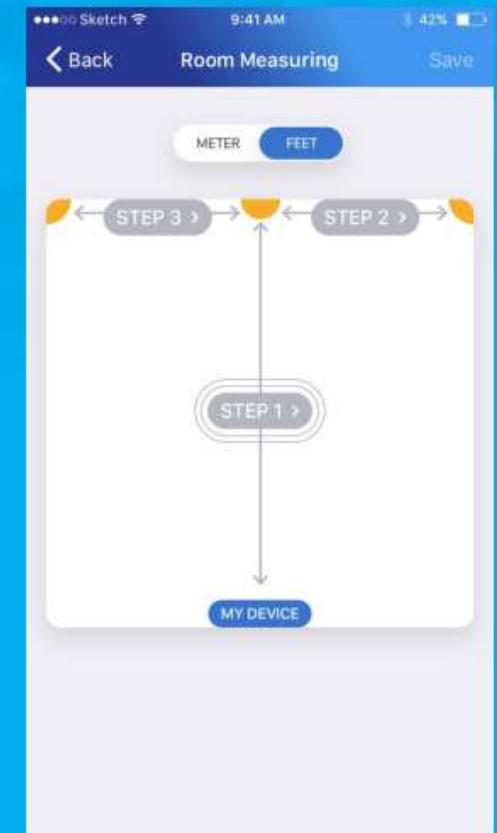 Sketch 9:41 AM 42%
Back Room Measuring Save
METER FEET
STEP 3 STEP 2
STEP 1
MY DEVICE